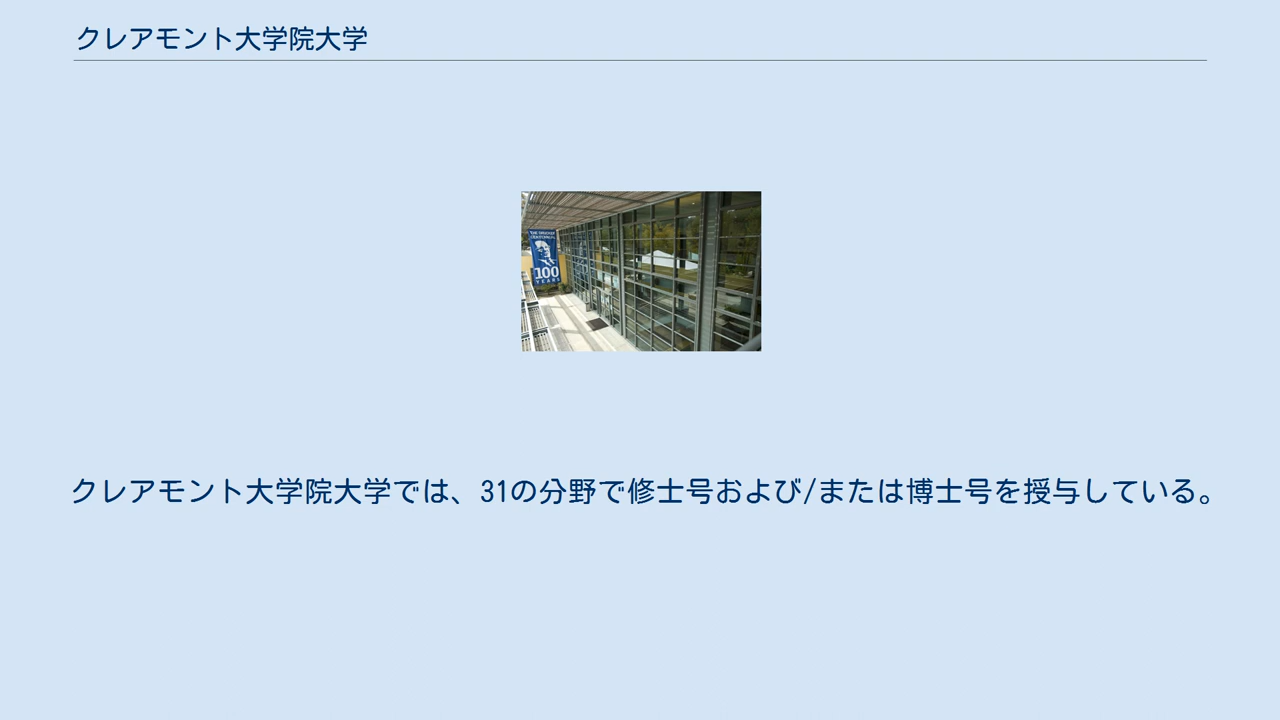 クレアモント大学院大学
100
YEARS
クレアモント大学院大学では、31の分野で修士号および/または博士号を授与している。